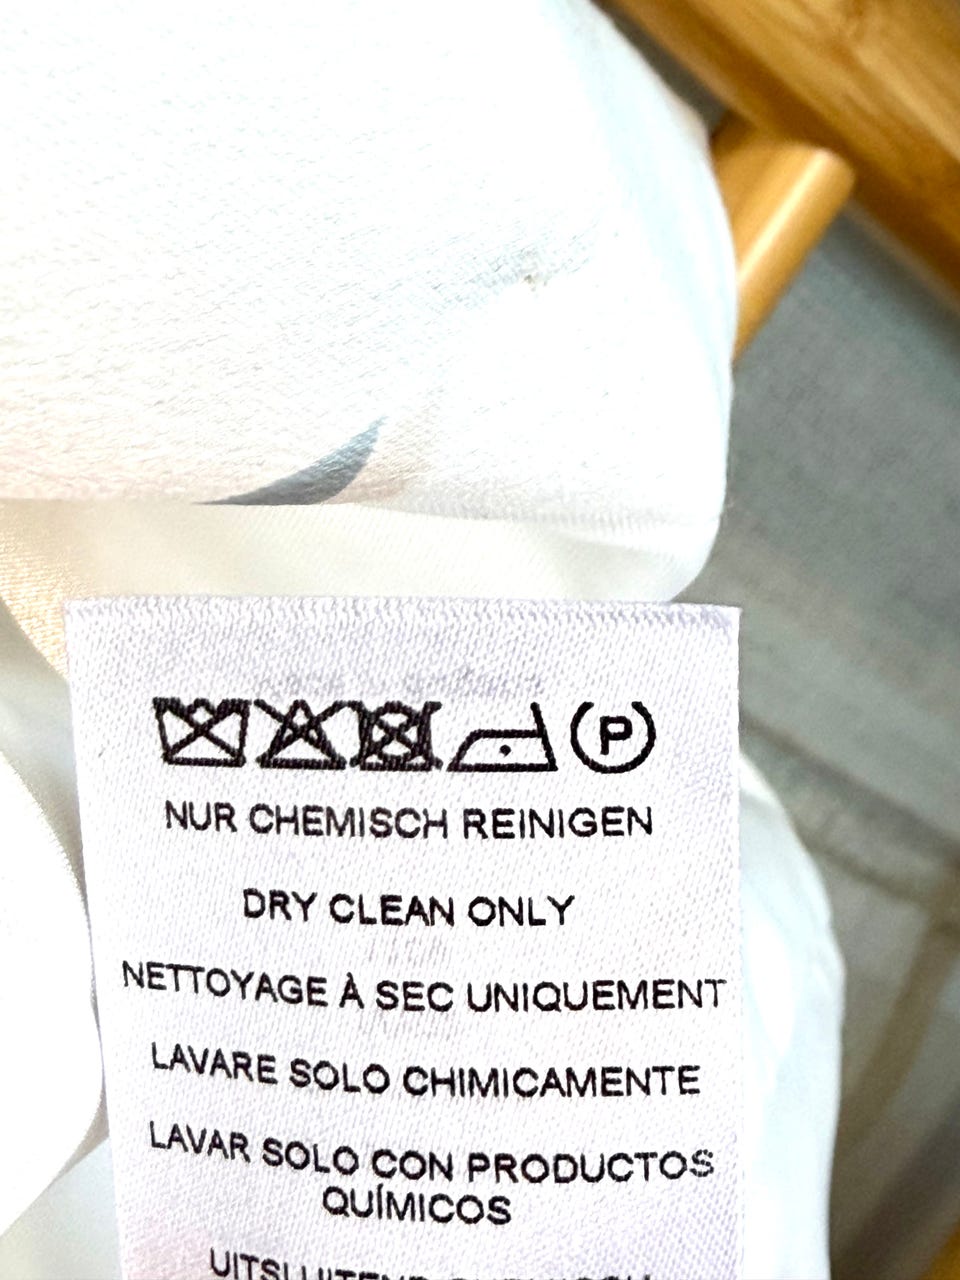 P
NUR CHEMISCH REINIGEN
DRY CLEAN ONLY
NETTOYAGE À SEC UNIQUEMENT
LAVARE SOLO CHIMICAMENTE
LAVAR SOLO CON PRODUCTOS
QUÍMICOS